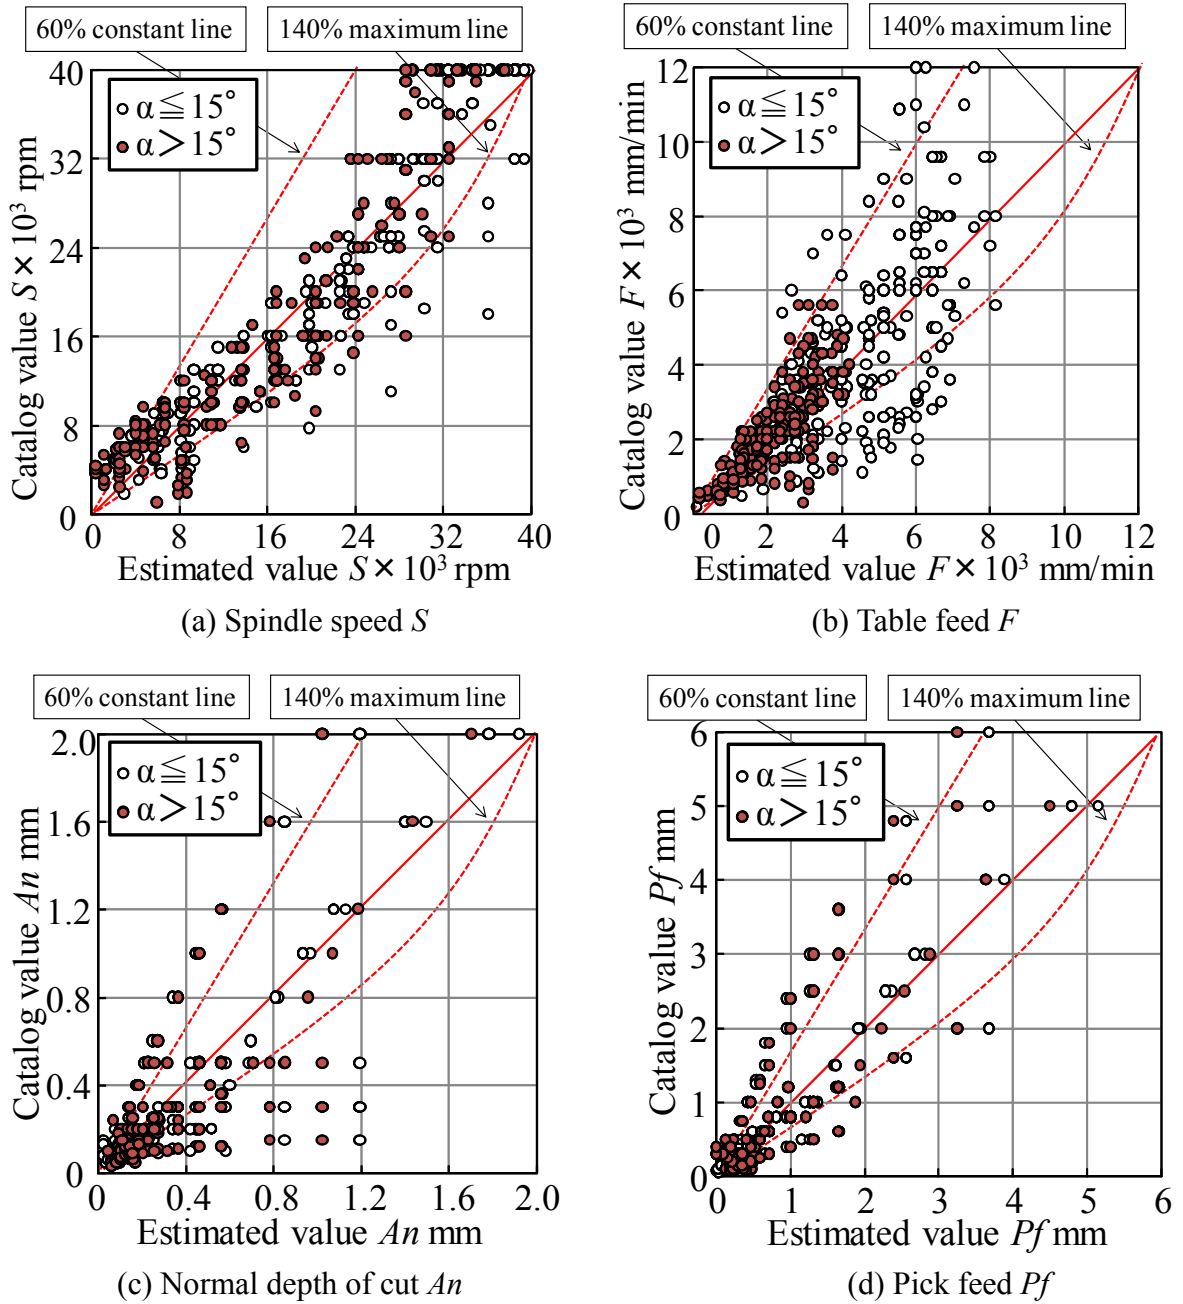 60% constant line
140% maximum line
α≦15°
α>15°
Catalog value S×10³ rpm
40
32
24
16
8
0
0 8 16 24 32 40
Estimated value S×10³ rpm
(a) Spindle speed S
60% constant line
140% maximum line
α≦15°
α>15°
Catalog value F×10³ mm/min
12
10
8
6
4
2
0
0 2 4 6 8 10 12
Estimated value F×10³ mm/min
(b) Table feed F
60% constant line
140% maximum line
α≦15°
α>15°
Catalog value An mm
2.0
1.6
1.2
0.8
0.4
0
0 0.4 0.8 1.2 1.6 2.0
Estimated value An mm
(c) Normal depth of cut An
60% constant line
140% maximum line
α≦15°
α>15°
Catalog value Pf mm
6
5
4
3
2
1
0
0 1 2 3 4 5 6
Estimated value Pf mm
(d) Pick feed Pf